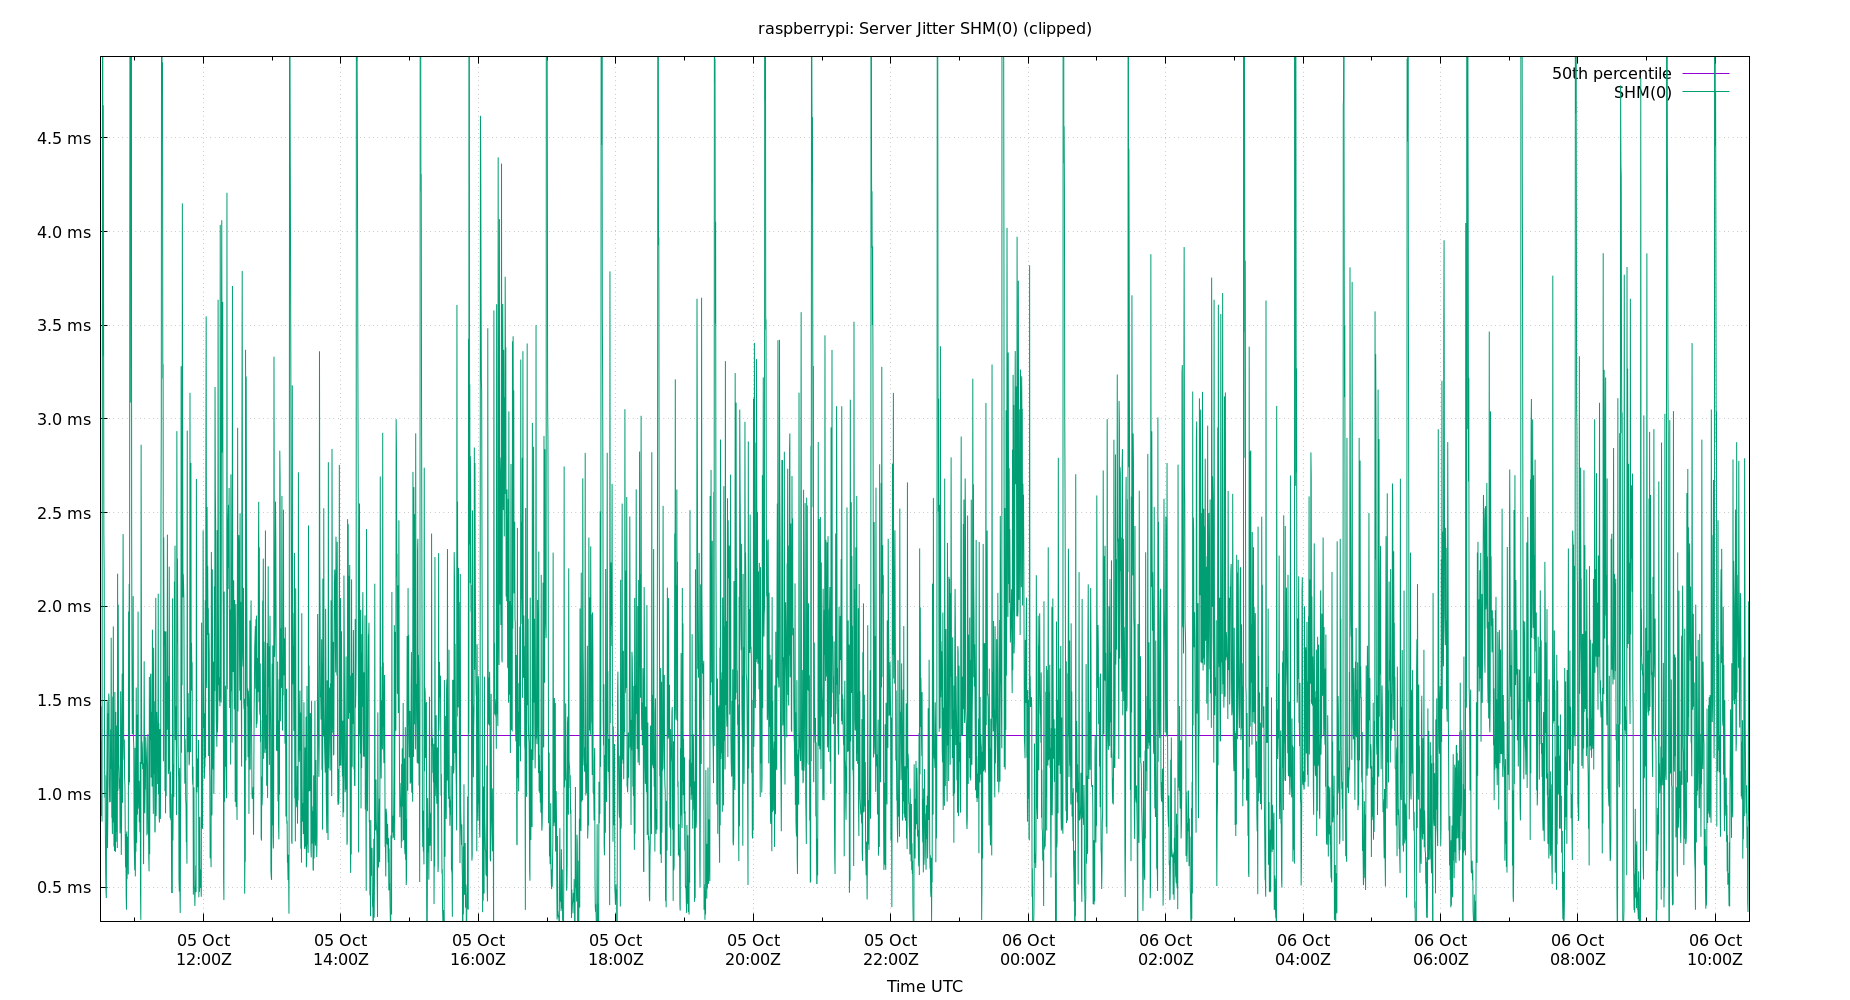 raspberrypi: Server Jitter SHM(0) (clipped)
50th percentile
SHM(0)
4.5 ms
4.0 ms
3.5 ms
3.0 ms
2.5 ms
2.0 ms
1.5 ms
1.0 ms
0.5 ms
05 Oct 05 Oct 05 Oct 05 Oct 05 Oct 05 Oct 06 Oct 06 Oct 06 Oct 06 Oct 06 Oct 06 Oct
12:00Z 14:00Z 16:00Z 18:00Z 20:00Z 22:00Z 00:00Z 02:00Z 04:00Z 06:00Z 08:00Z 10:00Z
Time UTC